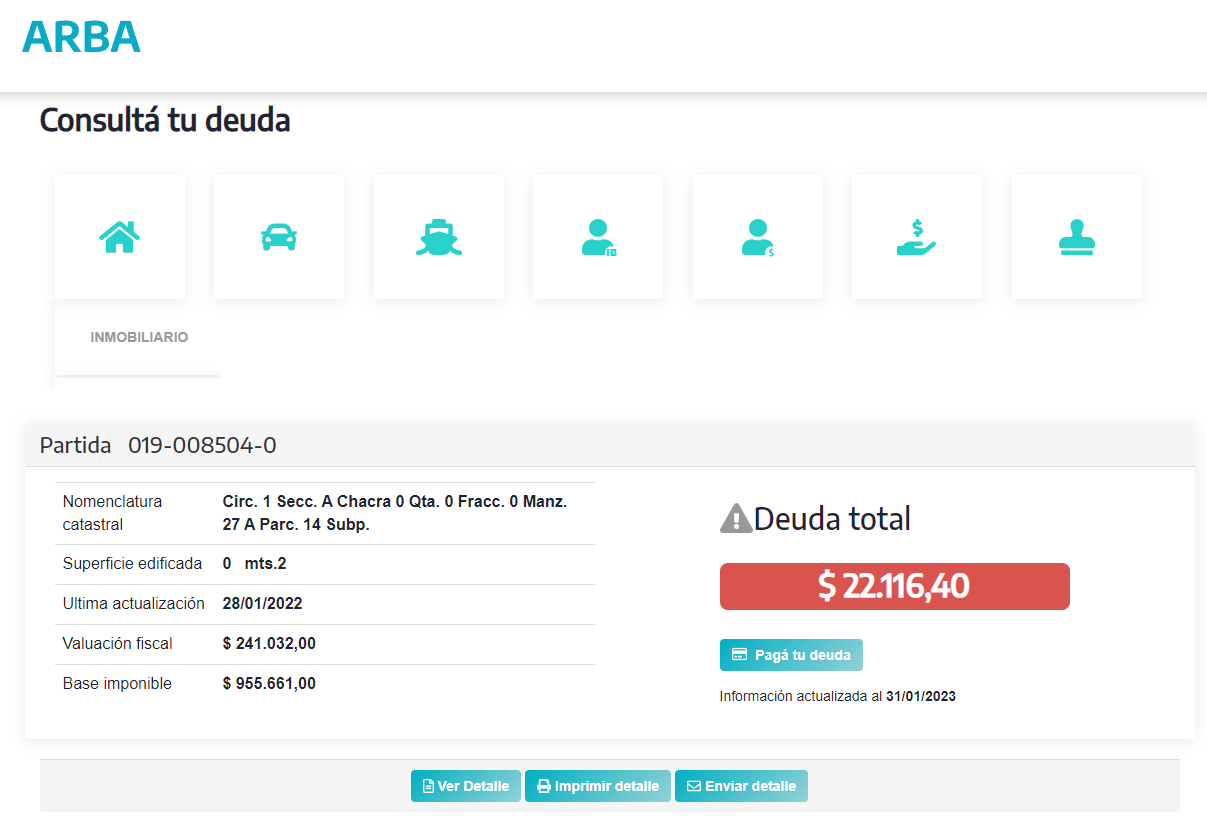 ARBA
Consultá tu deuda
IB
$
$
INMOBILIARIO
Partida 019-008504-0
Nomenclatura catastral
Circ. 1 Secc. A Chacra 0 Qta. 0 Fracc. 0 Manz.
27 A Parc. 14 Subp.
Superficie edificada 0 mts.2
Ultima actualización 28/01/2022
Valuación fiscal $ 241.032,00
Base imponible $ 955.661,00
Deuda total
$ 22.116,40
Pagá tu deuda
Información actualizada al 31/01/2023
Ver Detalle Imprimir detalle Enviar detalle